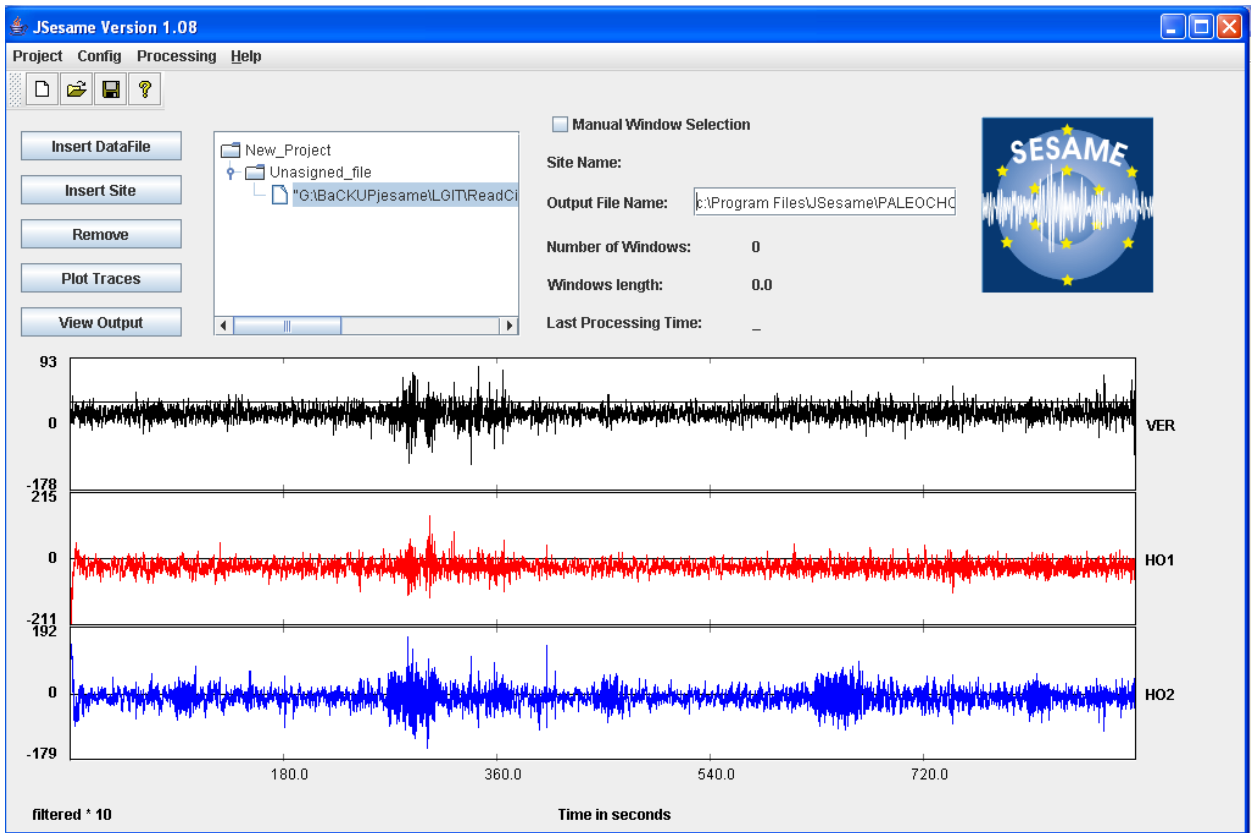 JSesame Version 1.08
Project Config Processing Help
Insert DataFile
Insert Site
Remove
Plot Traces
View Output
New_Project
Unasigned_file
"G:\BaCKUPjesame\LGIT\ReadCi
Manual Window Selection
Site Name:
Output File Name: c:\Program Files\JSesame\PALEOCHO
Number of Windows: 0
Windows length: 0.0
Last Processing Time: _
SESAME
93
0
-178
VER
215
0
-211
HO1
192
0
-179
HO2
180.0 360.0 540.0 720.0
filtered * 10
Time in seconds